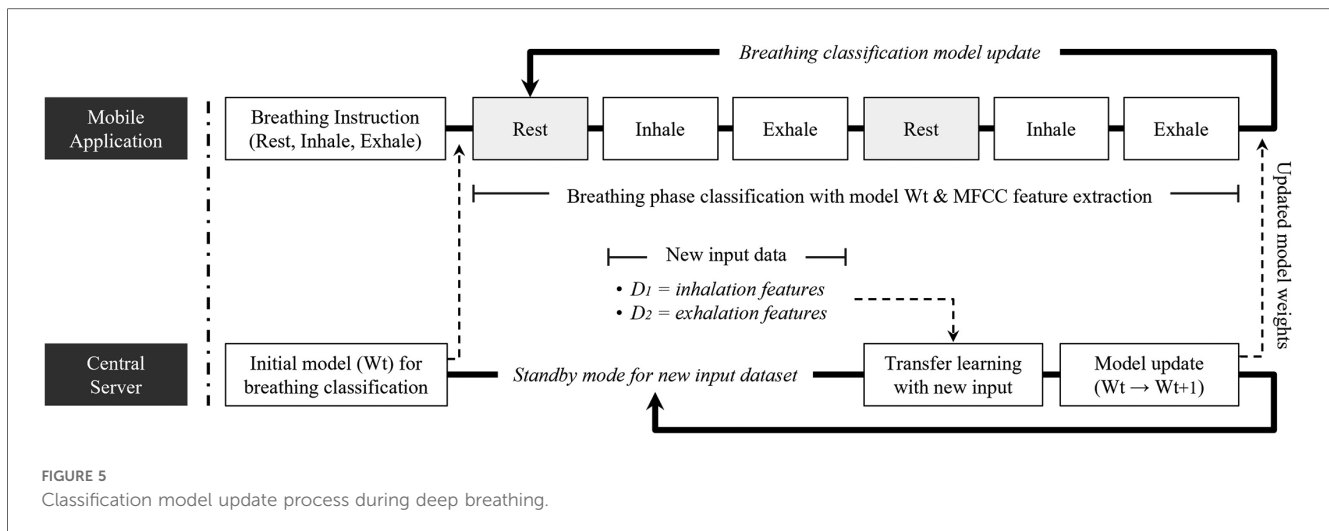 Breathing classification model update
Mobile
Application
Breathing Instruction
(Rest, Inhale, Exhale)
Rest
Inhale
Exhale
Rest
Inhale
Exhale
Breathing phase classification with model Wt & MFCC feature extraction
Updated model weights
New input data
• D1 = inhalation features
• D2 = exhalation features
Central
Server
Initial model (Wt) for
breathing classification
Standby mode for new input dataset
Transfer learning
with new input
Model update
(Wt → Wt+1)
FIGURE 5
Classification model update process during deep breathing.